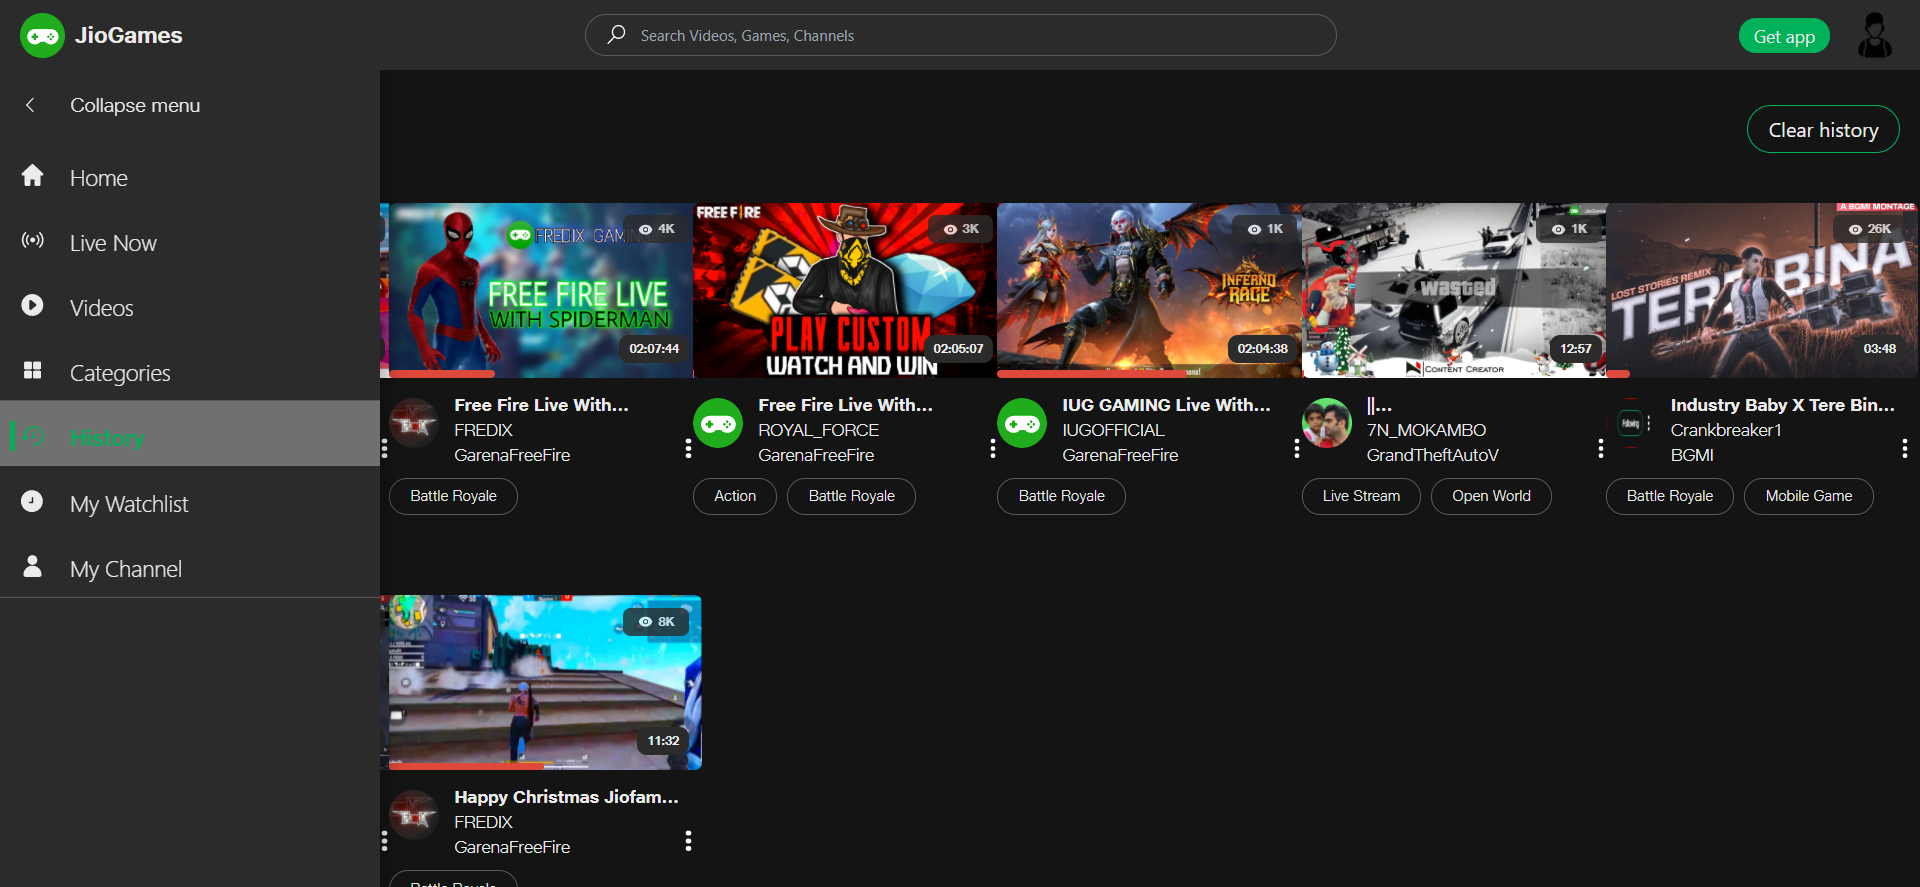 JioGames
Search Videos, Games, Channels
Get app
Collapse menu
Home
Live Now
Videos
Categories
History
My Watchlist
My Channel
Clear history
FREDIX GAMING
4K
FREE FIRE LIVE
WITH SPIDERMAN
02:07:44
Free Fire Live With...
FREDIX
GarenaFreeFire
Battle Royale
FREE FIRE
3K
PLAY CUSTOM
WATCH AND WIN
02:05:07
Free Fire Live With...
ROYAL_FORCE
GarenaFreeFire
Action
Battle Royale
1K
INFERNO
RAGE
02:04:38
IUG GAMING Live With...
IUGOFFICIAL
GarenaFreeFire
Battle Royale
JioGames
1K
wasted
12:57
CONTENT CREATOR
||...
7N_MOKAMBO
GrandTheftAutoV
Live Stream
Open World
A BGMI MONTAGE
26K
LOST STORIES REMIX
TERE BINA
03:48
Following
Industry Baby X Tere Bin...
Crankbreaker1
BGMI
Battle Royale
Mobile Game
8K
11:32
Happy Christmas Jiofam...
FREDIX
GarenaFreeFire
Battle Royale